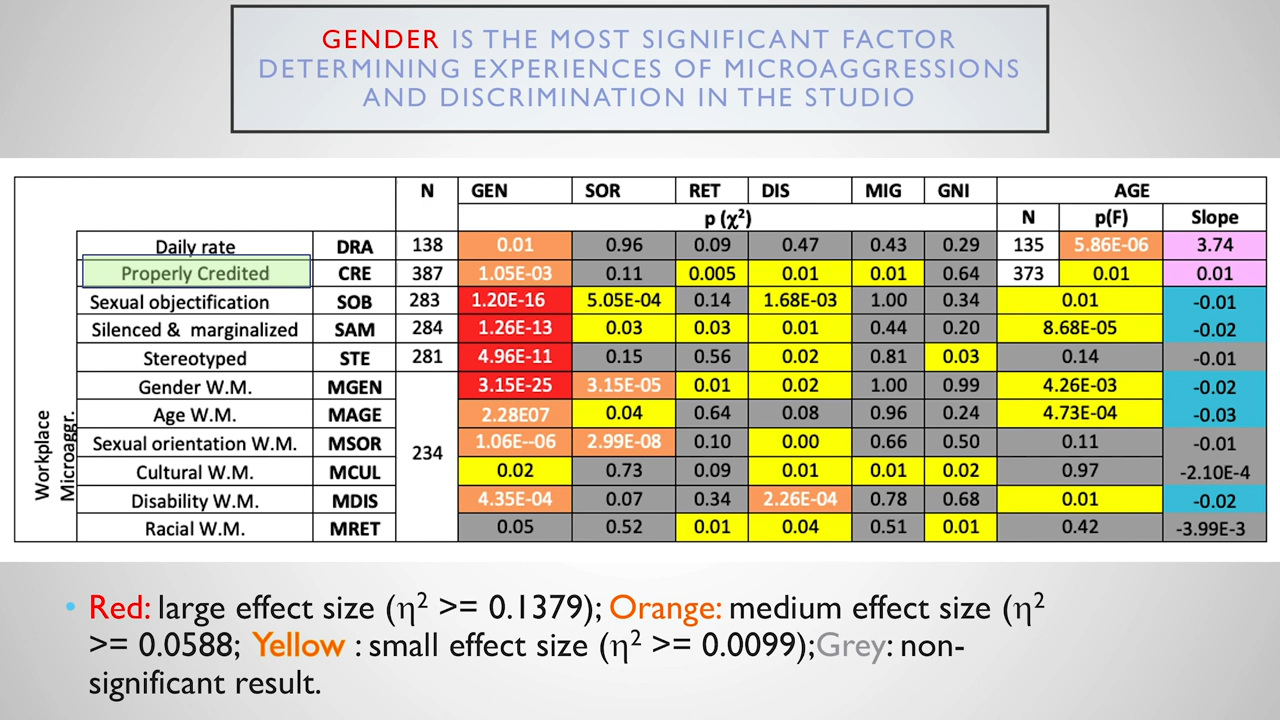 GENDER IS THE MOST SIGNIFICANT FACTOR
DETERMINING EXPERIENCES OF MICROAGGRESSIONS
AND DISCRIMINATION IN THE STUDIO
N GEN SOR RET DIS MIG GNI AGE
p (χ²) N p(F) Slope
Daily rate DRA 138 0.01 0.96 0.09 0.47 0.43 0.29 135 5.86E-06 3.74
Properly Credited CRE 387 1.05E-03 0.11 0.005 0.01 0.01 0.64 373 0.01 0.01
Sexual objectification SOB 283 1.20E-16 5.05E-04 0.14 1.68E-03 1.00 0.34 0.01 -0.01
Silenced & marginalized SAM 284 1.26E-13 0.03 0.03 0.01 0.44 0.20 8.68E-05 -0.02
Stereotyped STE 281 4.96E-11 0.15 0.56 0.02 0.81 0.03 0.14 -0.01
Gender W.M. MGEN 3.15E-25 3.15E-05 0.01 0.02 1.00 0.99 4.26E-03 -0.02
Age W.M. MAGE 2.28E07 0.04 0.64 0.08 0.96 0.24 4.73E-04 -0.03
Sexual orientation W.M. MSOR 234 1.06E--06 2.99E-08 0.10 0.00 0.66 0.50 0.11 -0.01
Cultural W.M. MCUL 0.02 0.73 0.09 0.01 0.01 0.02 0.97 -2.10E-4
Disability W.M. MDIS 4.35E-04 0.07 0.34 2.26E-04 0.78 0.68 0.01 -0.02
Racial W.M. MRET 0.05 0.52 0.01 0.04 0.51 0.01 0.42 -3.99E-3
Workplace
Microaggr.
• Red: large effect size (η² >= 0.1379); Orange: medium effect size (η²
>= 0.0588; Yellow : small effect size (η² >= 0.0099);Grey: non-
significant result.